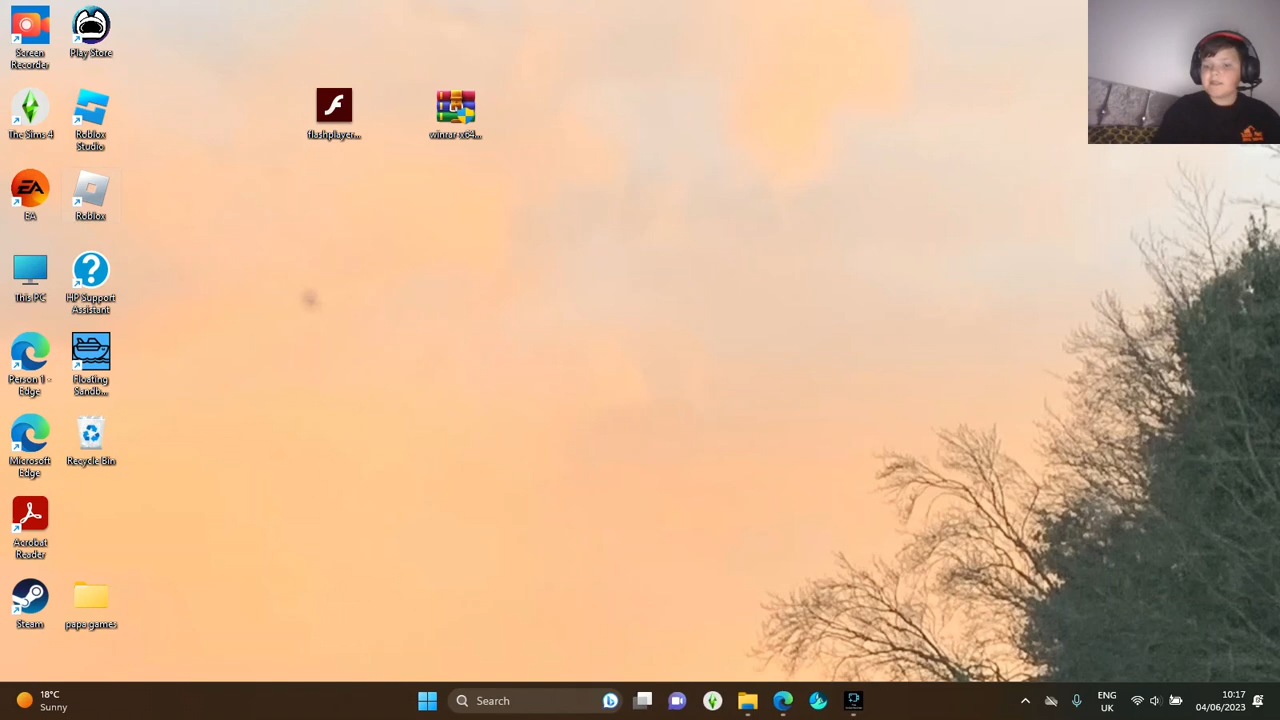 Screen
Recorder
Play Store
flashplayer...
winrar-x64...
The Sims 4
Roblox
Studio
EA
EA
Roblox
This PC
HP Support
Assistant
Person 1 -
Edge
Floating
Sandb...
Microsoft
Edge
Recycle Bin
Acrobat
Reader
Steam
papa games
18°C
Sunny
Search
ENG
UK
10:17
04/06/2023